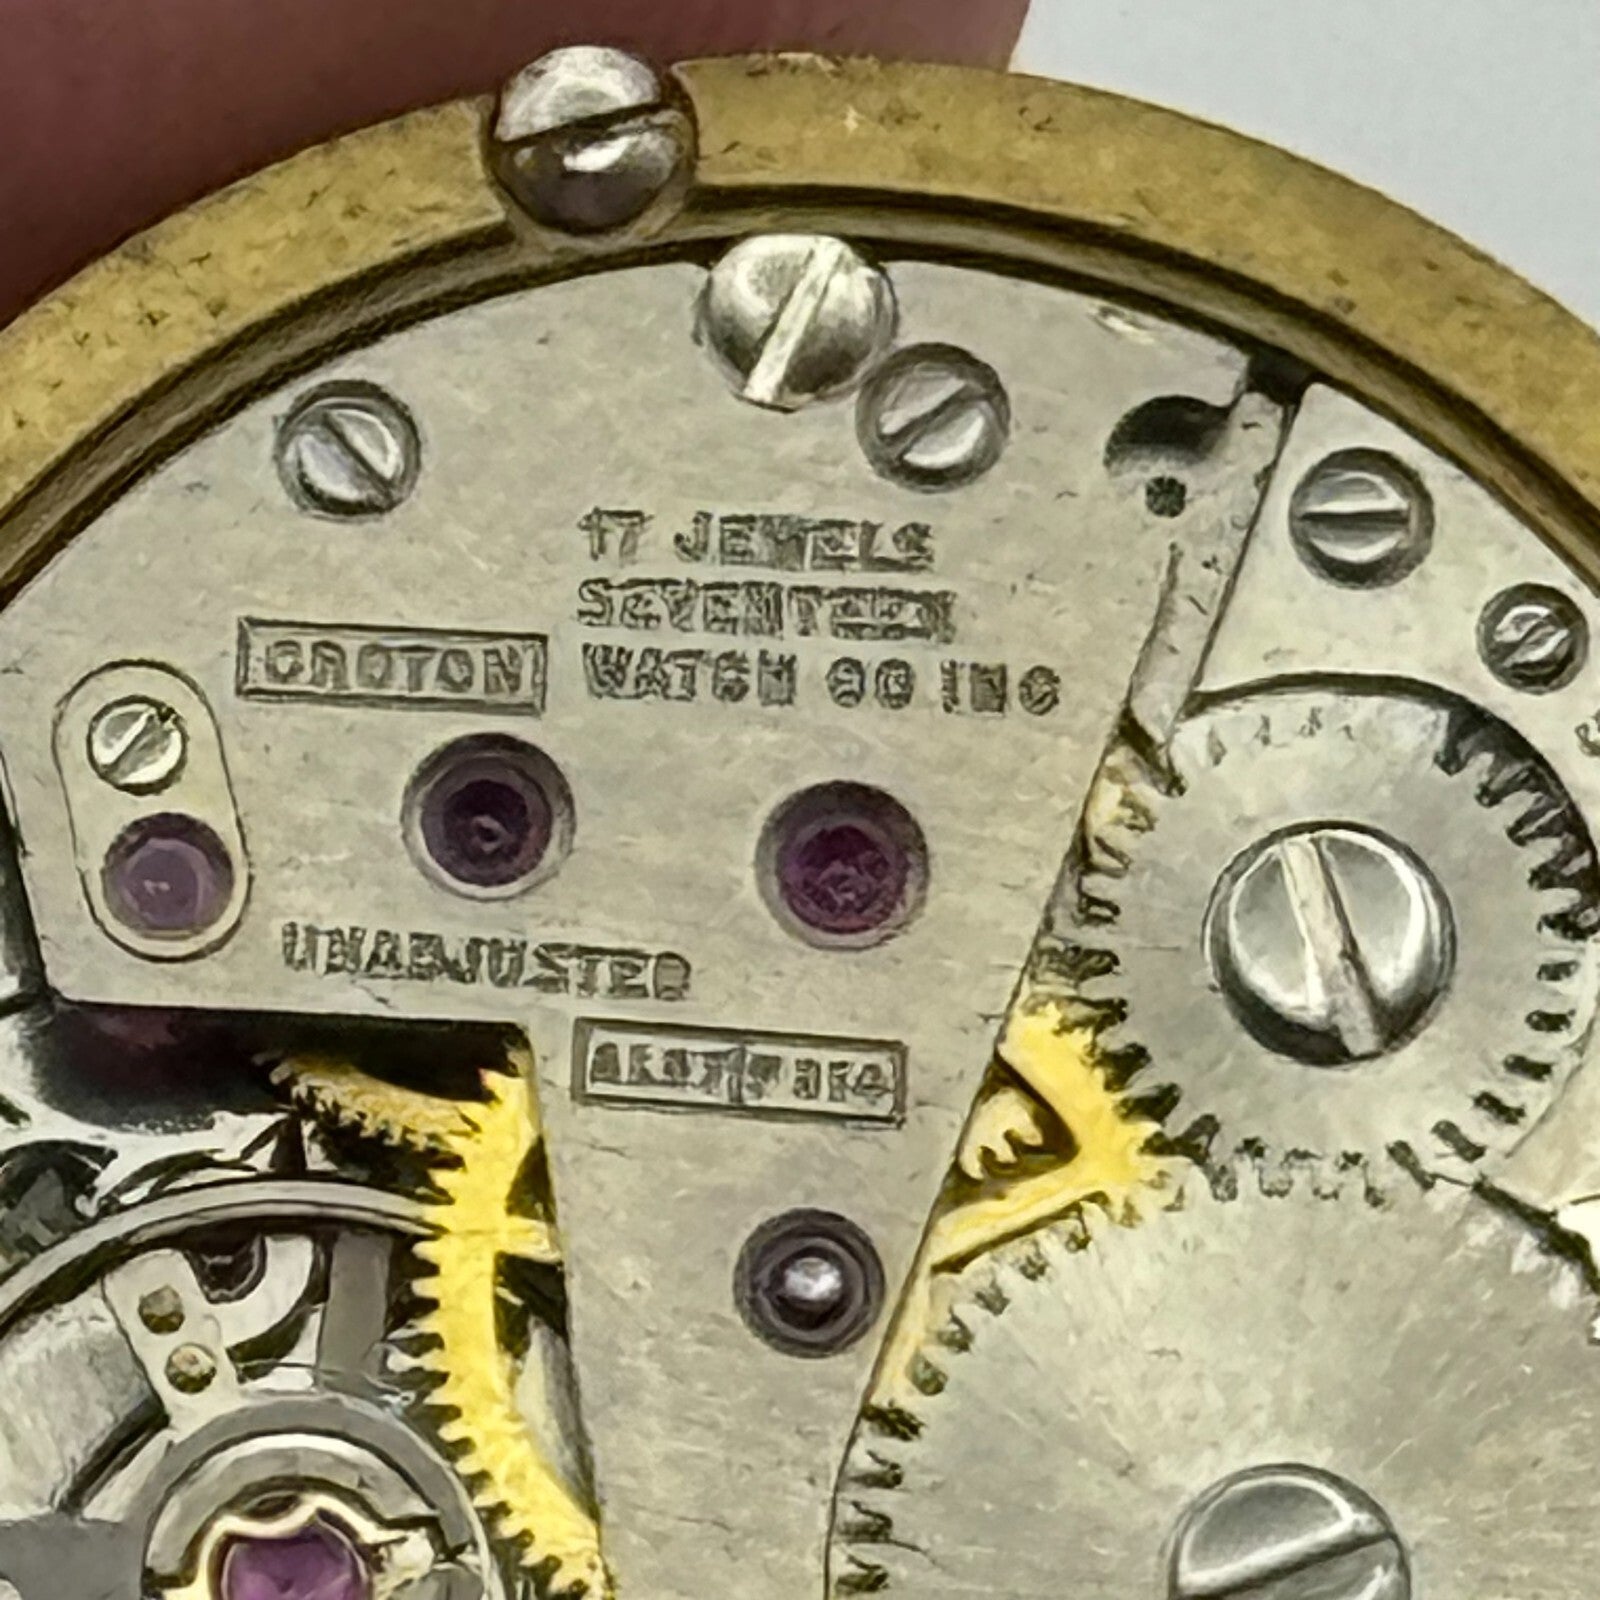 17 JEWELS
SEVENTEEN
WATCH CO INC
CROTON
UNADJUSTED